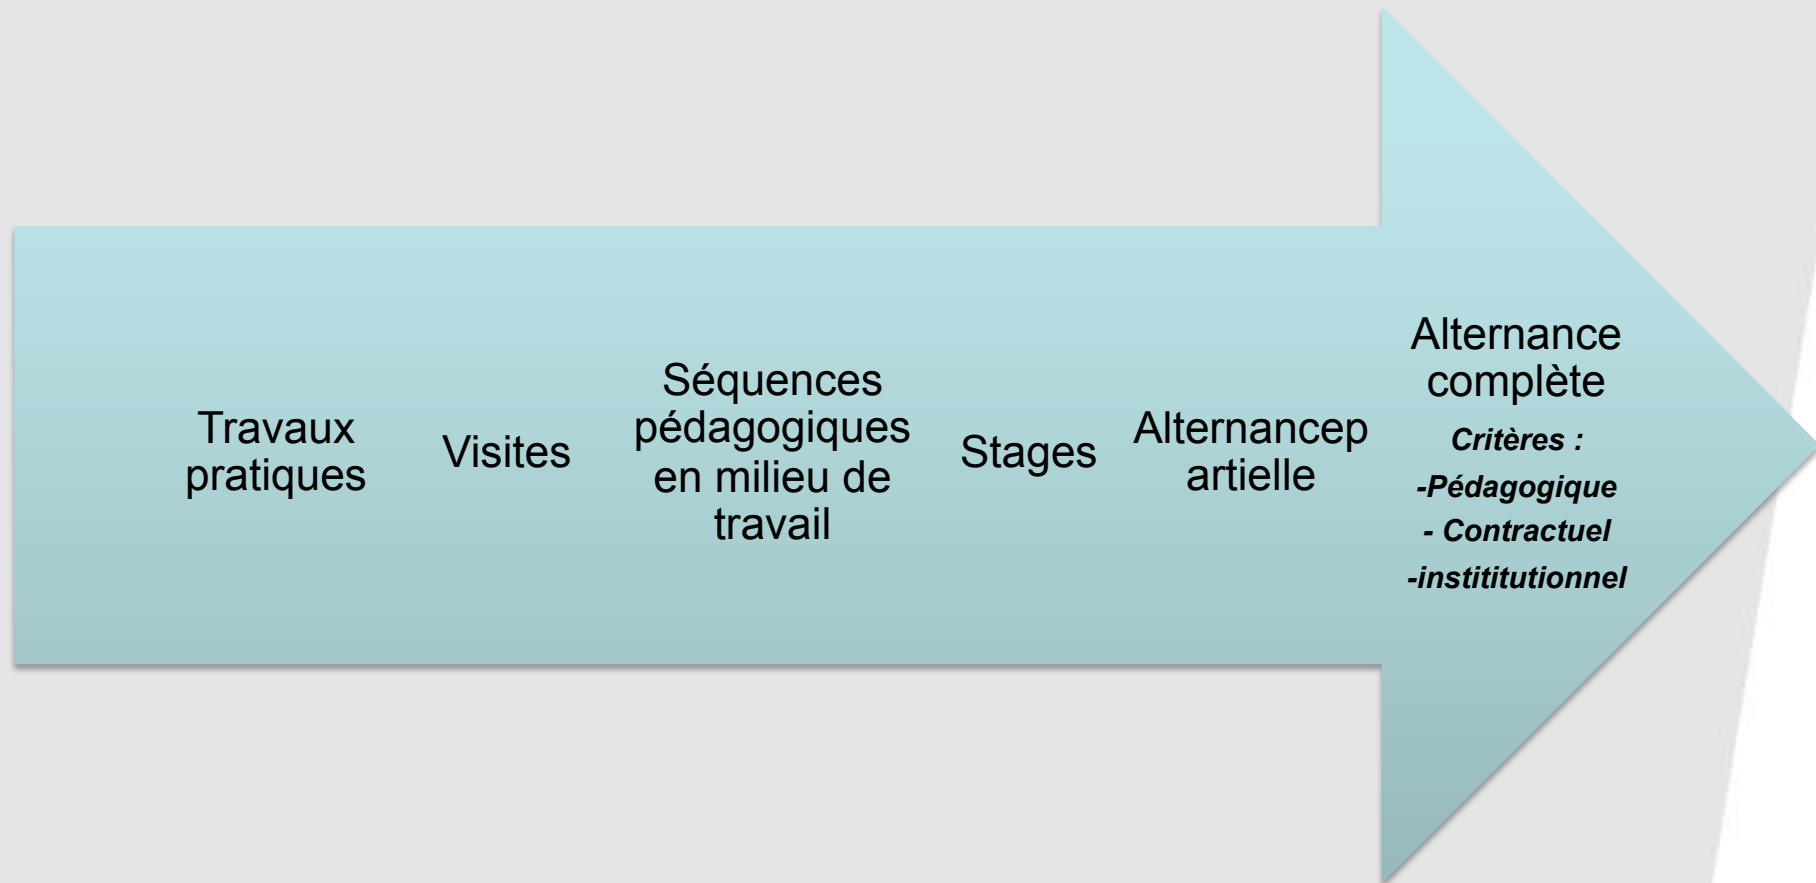 Travaux
pratiques
Visites
Séquences
pédagogiques
en milieu de
travail
Stages
Alternancep
artielle
Alternance
complète
Critères :
-Pédagogique
- Contractuel
-instititutionnel